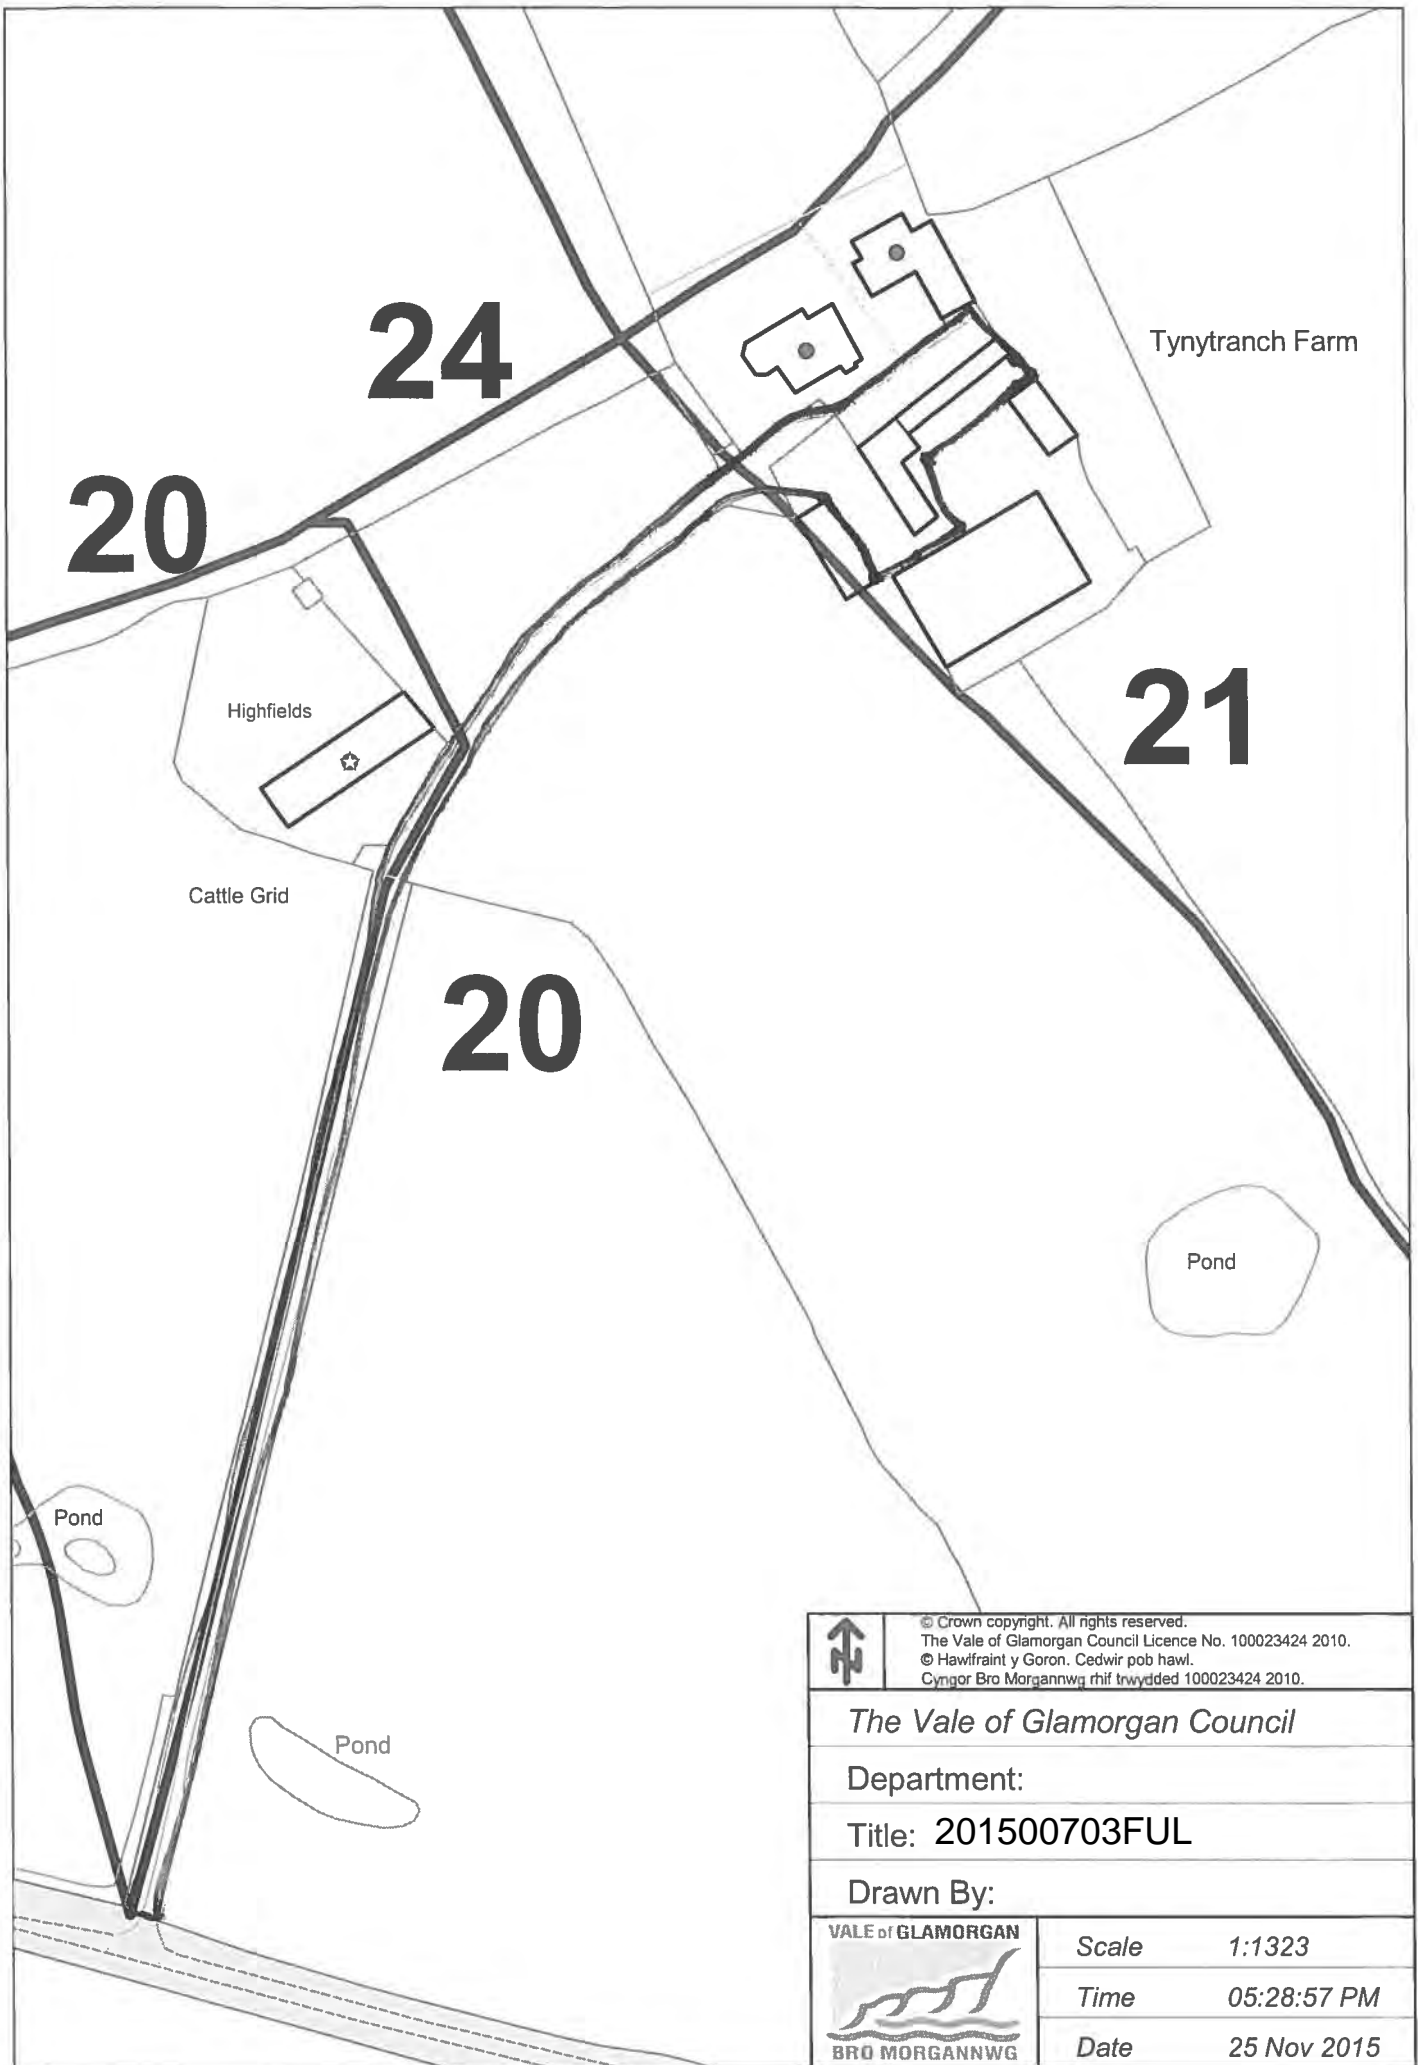 24
Tynytranch Farm
20
21
Highfields
Cattle Grid
20
Pond
Pond
Pond
© Crown copyright. All rights reserved.
The Vale of Glamorgan Council Licence No. 100023424 2010.
© Hawlfraint y Goron. Cedwir pob hawl.
Cyngor Bro Morgannwg rhif trwydded 100023424 2010.
N
The Vale of Glamorgan Council
Department:
Title: 201500703FUL
Drawn By:
VALE of GLAMORGAN
BRO MORGANNWG
Scale 1:1323
Time 05:28:57 PM
Date 25 Nov 2015